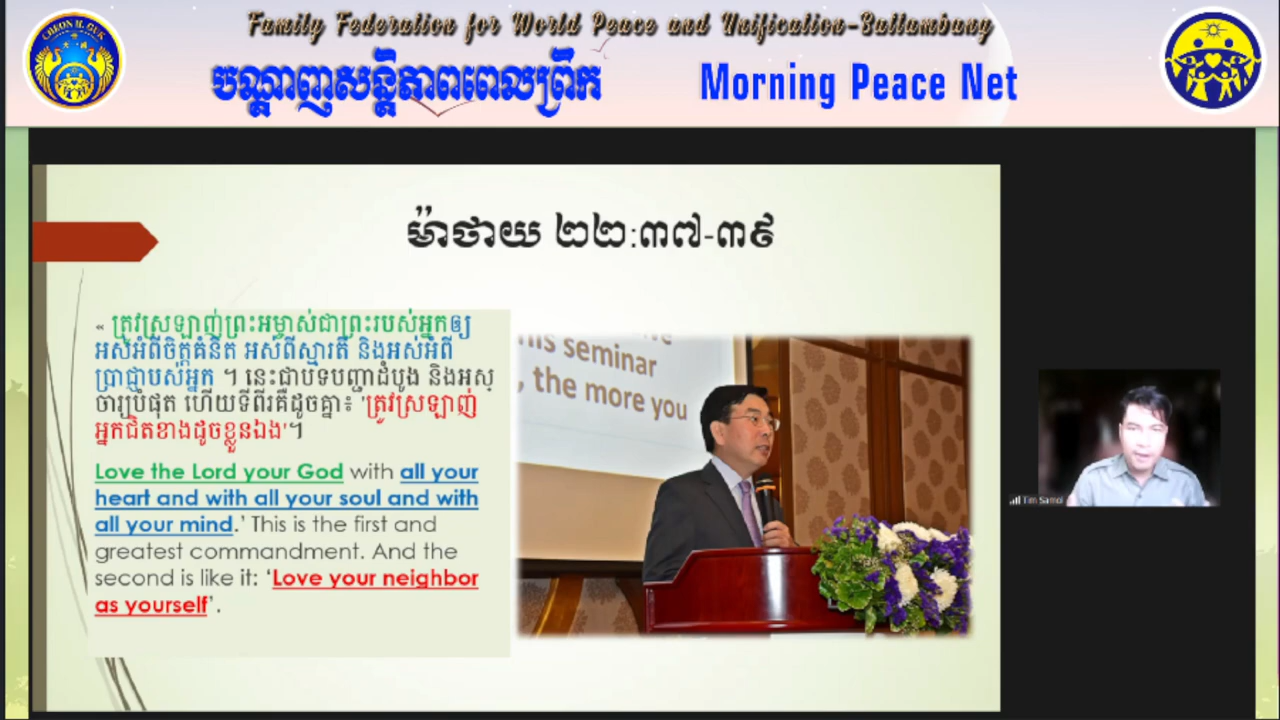 CHEON IL GUK
Family Federation for World Peace and Unification-Battambang
បណ្ដាញសន្តិភាពពេលព្រឹក
Morning Peace Net
ម៉ាថាយ ២២:៣៧-៣៩
« ត្រូវស្រឡាញ់ព្រះអម្ចាស់ជាព្រះរបស់អ្នកឲ្យ
អស់អំពីចិត្តគំនិត អស់ពីស្មារតី និងអស់អំពី
ប្រាជ្ញាបស់អ្នក ។ នេះជាបទបញ្ជាដំបូង និងអស្
ចារ្យបំផុត ហើយទីពីរគឺដូចគ្នា៖ 'ត្រូវស្រឡាញ់
អ្នកជិតខាងដូចខ្លួនឯង'។
Love the Lord your God with all your
heart and with all your soul and with
all your mind.’ This is the first and
greatest commandment. And the
second is like it: ‘Love your neighbor
as yourself’.
his seminar
, the more you
Tim Samol